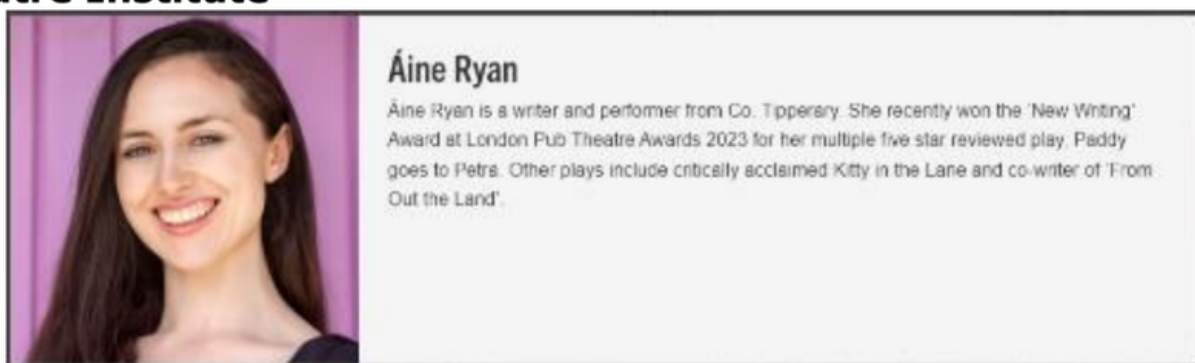 Institute
Áine Ryan
Áine Ryan is a writer and performer from Co. Tipperary. She recently won the 'New Writing'
Award at London Pub Theatre Awards 2023 for her multiple five star reviewed play, Paddy
goes to Petra. Other plays include critically acclaimed Kitty in the Lane and co-writer of 'From
Out the Land'.